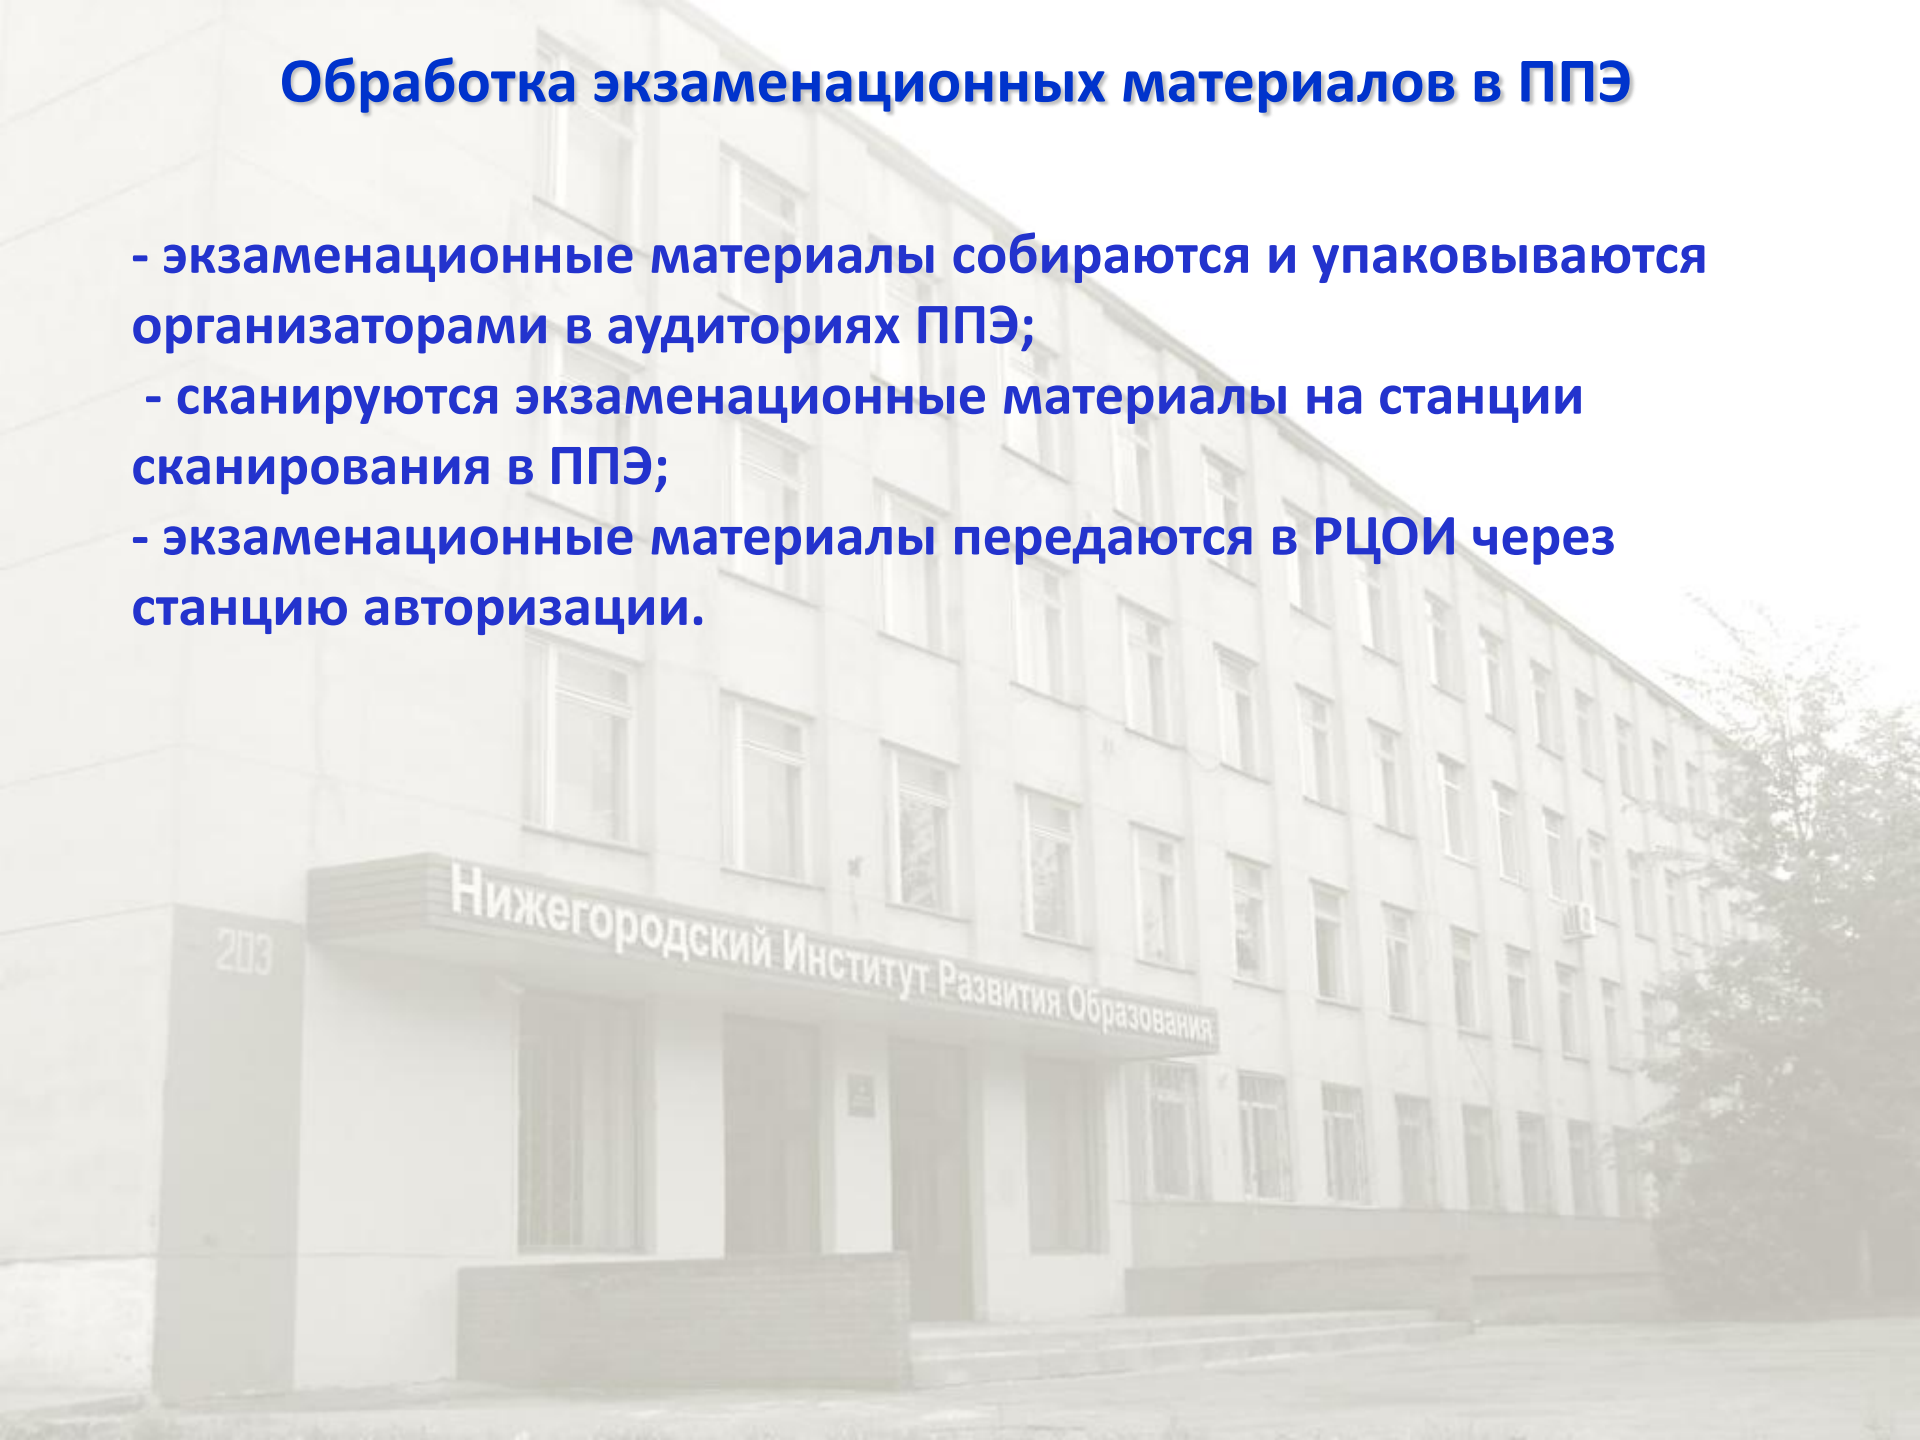 Обработка экзаменационных материалов в ППЭ
- экзаменационные материалы собираются и упаковываются
организаторами в аудиториях ППЭ;
- сканируются экзаменационные материалы на станции
сканирования в ППЭ;
- экзаменационные материалы передаются в РЦОИ через
станцию авторизации.
Нижегородский Институт Развития Образования
203